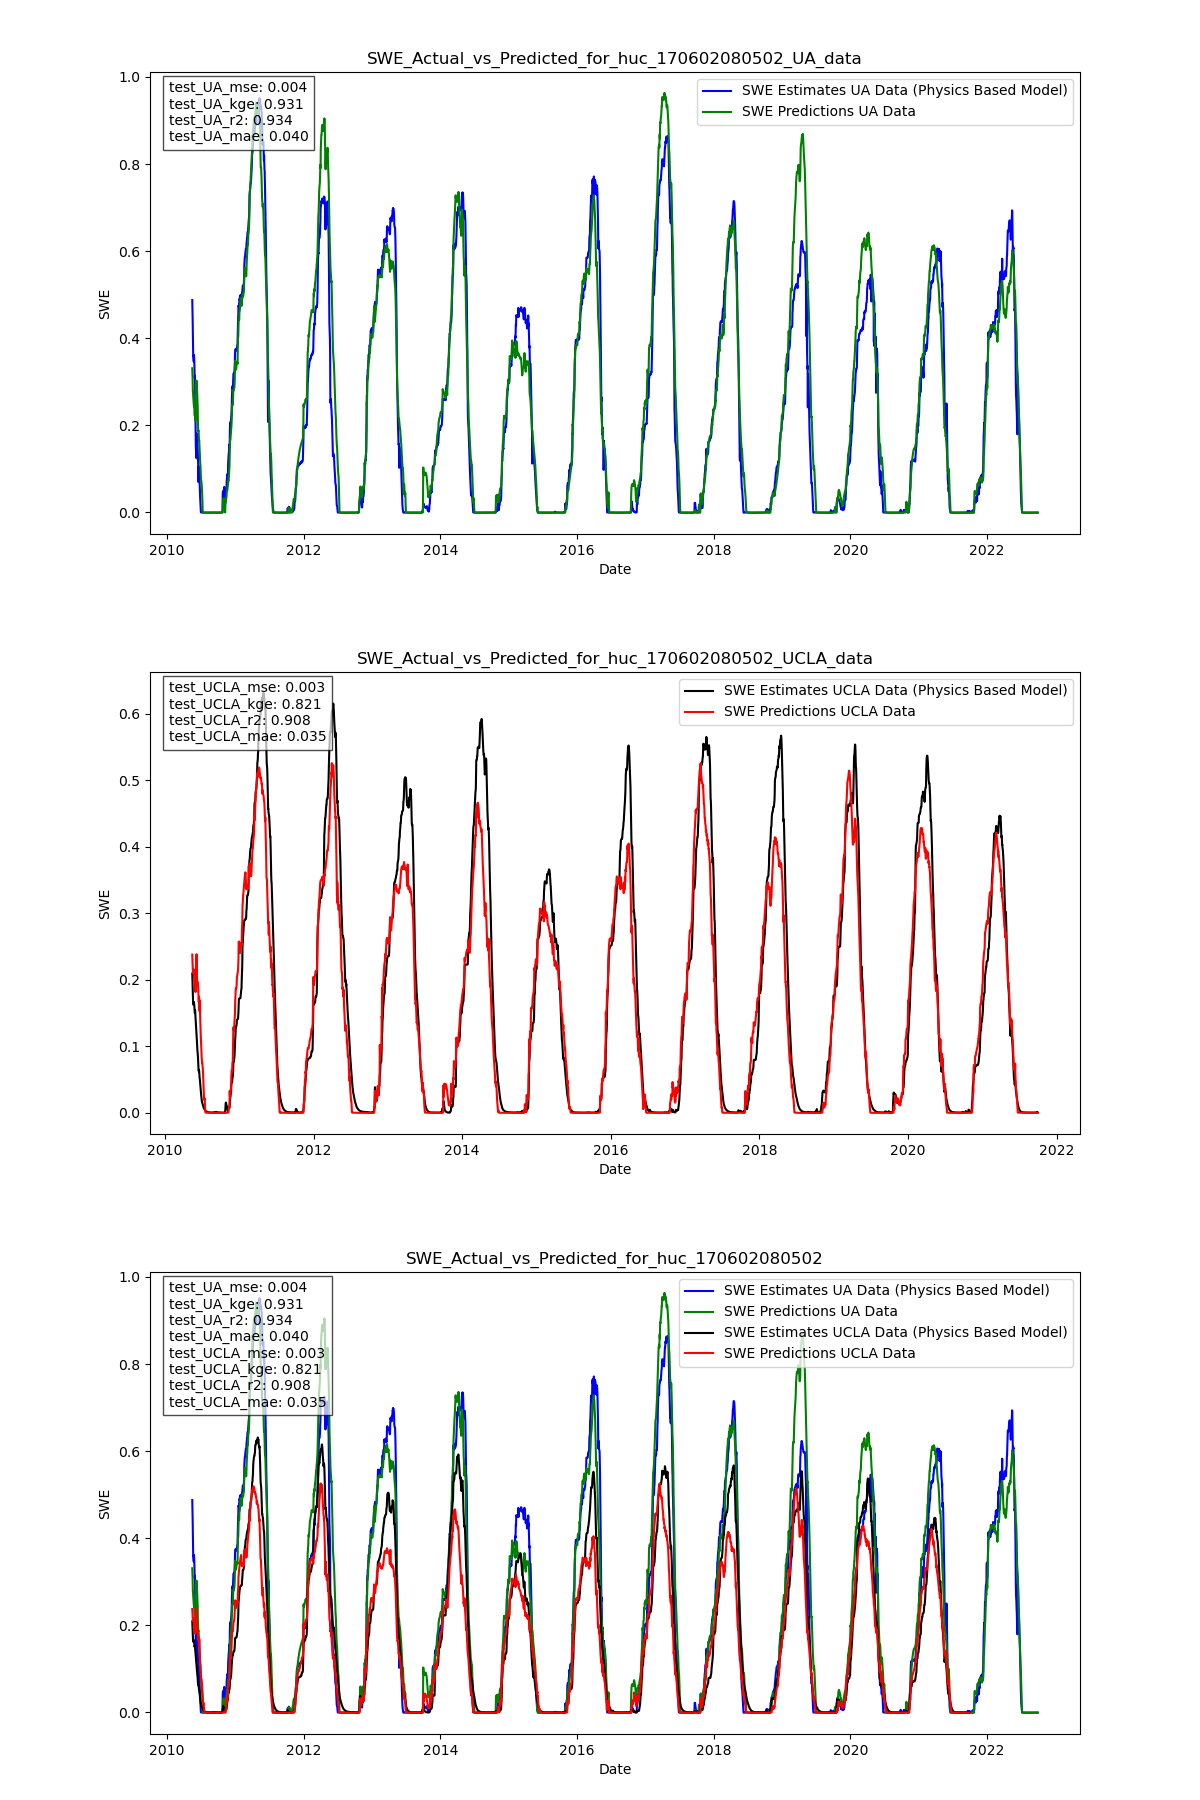 SWE_Actual_vs_Predicted_for_huc_170602080502_UA_data
test_UA_mse: 0.004
test_UA_kge: 0.931
test_UA_r2: 0.934
test_UA_mae: 0.040
SWE Estimates UA Data (Physics Based Model)
SWE Predictions UA Data
1.0
0.8
0.6
0.4
0.2
0.0
SWE
2010 2012 2014 2016 2018 2020 2022
Date
SWE_Actual_vs_Predicted_for_huc_170602080502_UCLA_data
test_UCLA_mse: 0.003
test_UCLA_kge: 0.821
test_UCLA_r2: 0.908
test_UCLA_mae: 0.035
SWE Estimates UCLA Data (Physics Based Model)
SWE Predictions UCLA Data
0.6
0.5
0.4
0.3
0.2
0.1
0.0
SWE
2010 2012 2014 2016 2018 2020 2022
Date
SWE_Actual_vs_Predicted_for_huc_170602080502
test_UA_mse: 0.004
test_UA_kge: 0.931
test_UA_r2: 0.934
test_UA_mae: 0.040
test_UCLA_mse: 0.003
test_UCLA_kge: 0.821
test_UCLA_r2: 0.908
test_UCLA_mae: 0.035
SWE Estimates UA Data (Physics Based Model)
SWE Predictions UA Data
SWE Estimates UCLA Data (Physics Based Model)
SWE Predictions UCLA Data
1.0
0.8
0.6
0.4
0.2
0.0
SWE
2010 2012 2014 2016 2018 2020 2022
Date